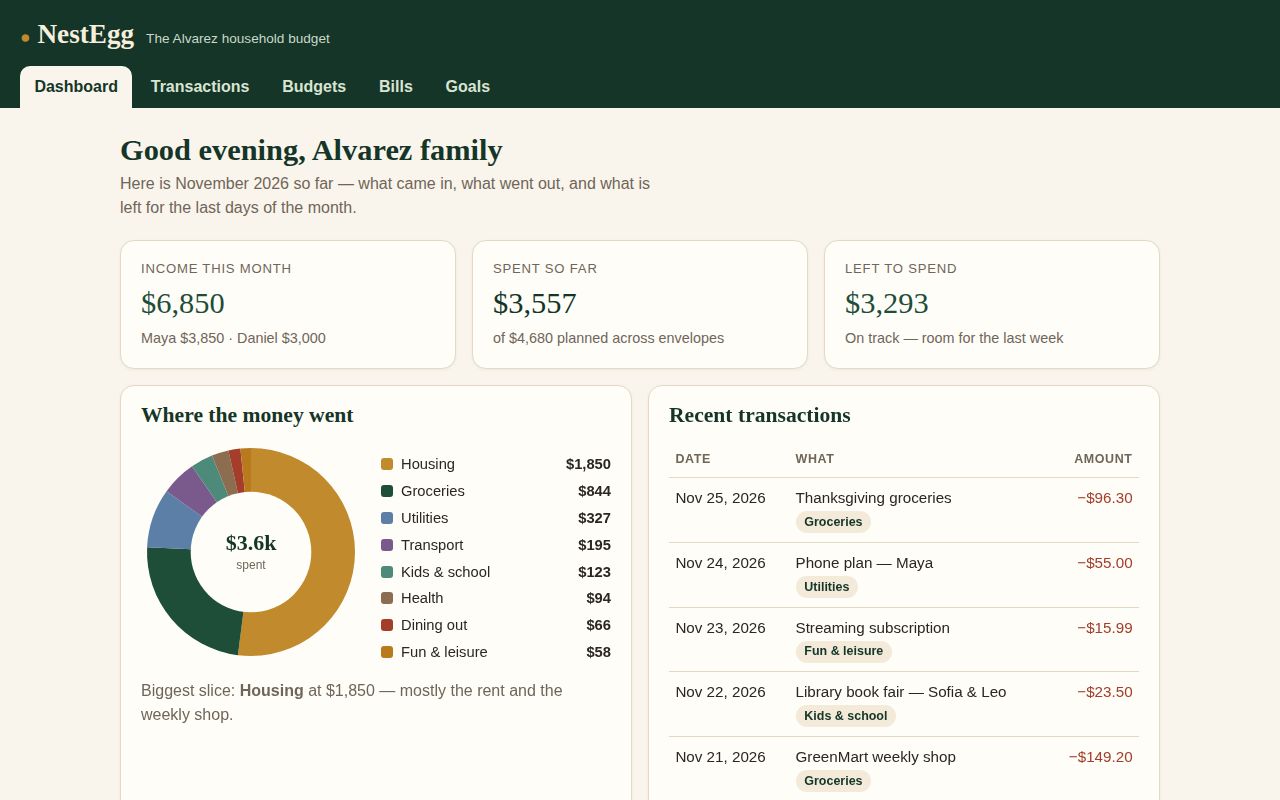 NestEgg The Alvarez household budget
Dashboard Transactions Budgets Bills Goals
Good evening, Alvarez family
Here is November 2026 so far — what came in, what went out, and what is
left for the last days of the month.
INCOME THIS MONTH
$6,850
Maya $3,850 · Daniel $3,000
SPENT SO FAR
$3,557
of $4,680 planned across envelopes
LEFT TO SPEND
$3,293
On track — room for the last week
Where the money went
$3.6k
spent
Housing $1,850
Groceries $844
Utilities $327
Transport $195
Kids & school $123
Health $94
Dining out $66
Fun & leisure $58
Biggest slice: Housing at $1,850 — mostly the rent and the
weekly shop.
Recent transactions
DATE WHAT AMOUNT
Nov 25, 2026 Thanksgiving groceries −$96.30
Groceries
Nov 24, 2026 Phone plan — Maya −$55.00
Utilities
Nov 23, 2026 Streaming subscription −$15.99
Fun & leisure
Nov 22, 2026 Library book fair — Sofia & Leo −$23.50
Kids & school
Nov 21, 2026 GreenMart weekly shop −$149.20
Groceries